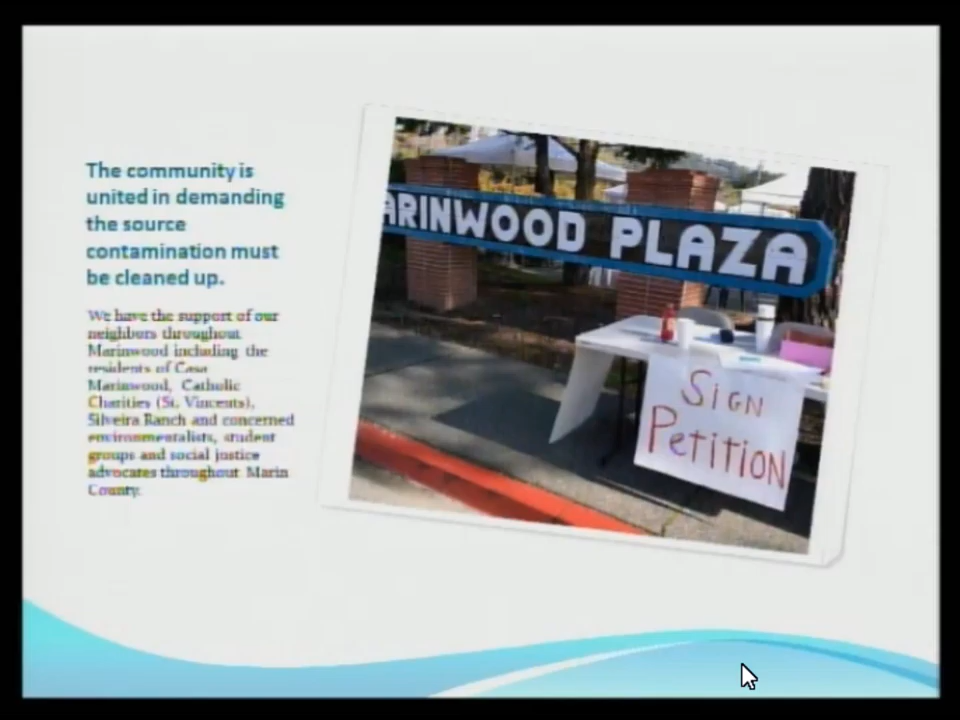 The community is
united in demanding
the source
contamination must
be cleaned up.
We have the support of our
neighbors throughout
Marinwood including the
residents of Casa
Marinwood, Catholic
Charities (St. Vincents),
Silveira Ranch and concerned
environmentalists, student
groups and social justice
advocates throughout Marin
County.
ARINWOOD PLAZA
SIGN
PETITION